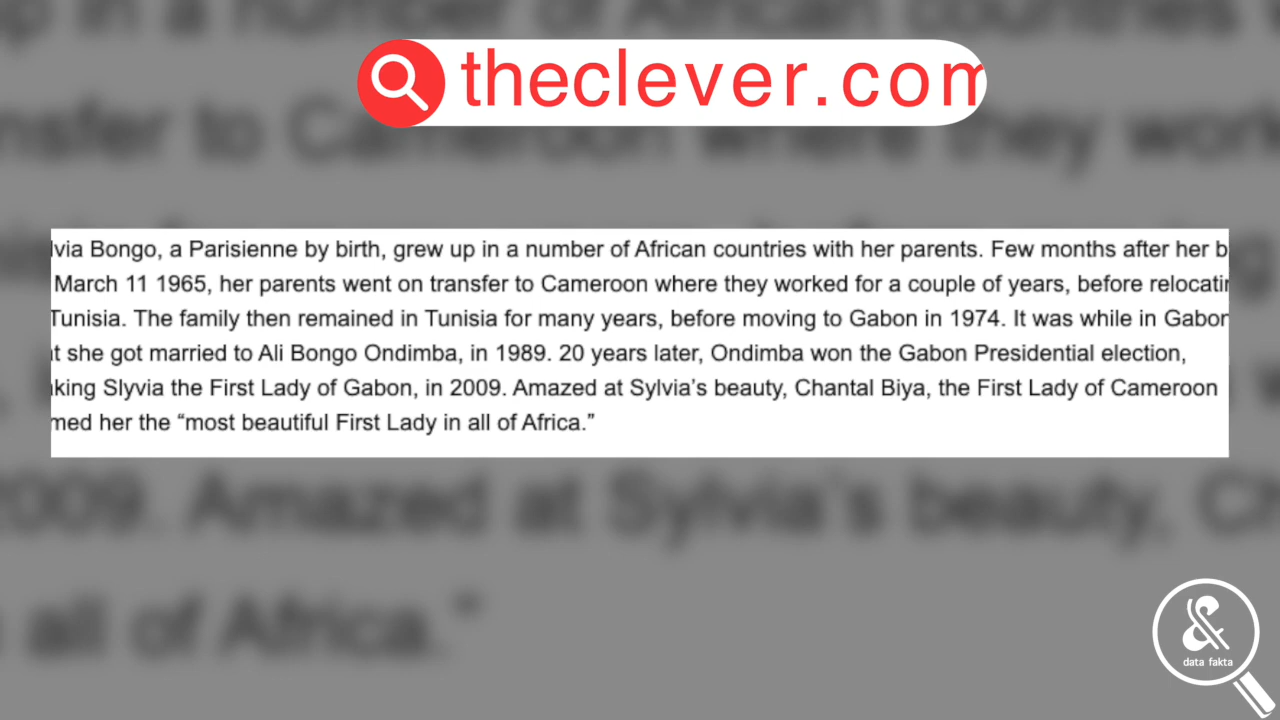 theclever.com
lvia Bongo, a Parisienne by birth, grew up in a number of African countries with her parents. Few months after her b
March 11 1965, her parents went on transfer to Cameroon where they worked for a couple of years, before relocatin
Tunisia. The family then remained in Tunisia for many years, before moving to Gabon in 1974. It was while in Gabon
t she got married to Ali Bongo Ondimba, in 1989. 20 years later, Ondimba won the Gabon Presidential election,
king Slyvia the First Lady of Gabon, in 2009. Amazed at Sylvia’s beauty, Chantal Biya, the First Lady of Cameroon
med her the “most beautiful First Lady in all of Africa.”
&
data fakta